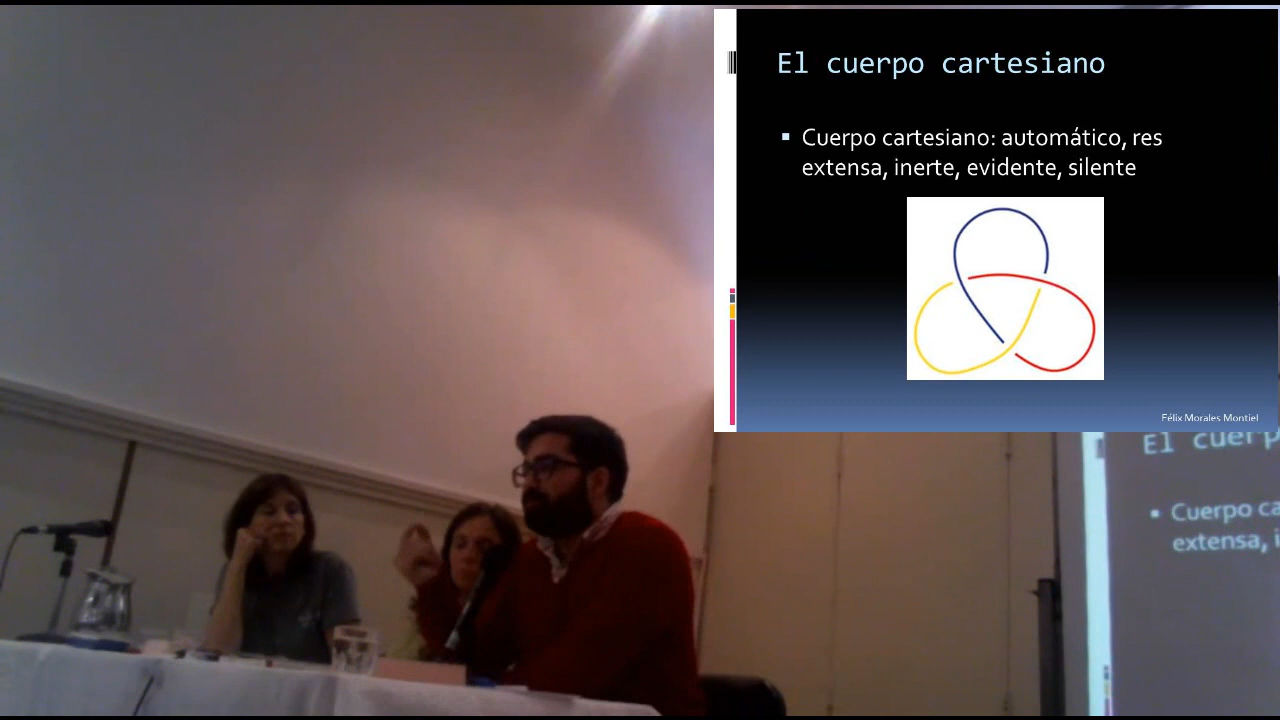 El cuerpo cartesiano
▪ Cuerpo cartesiano: automático, res
extensa, inerte, evidente, silente
Félix Morales Montiel
El cuerp
▪ Cuerpo ca
extensa, i